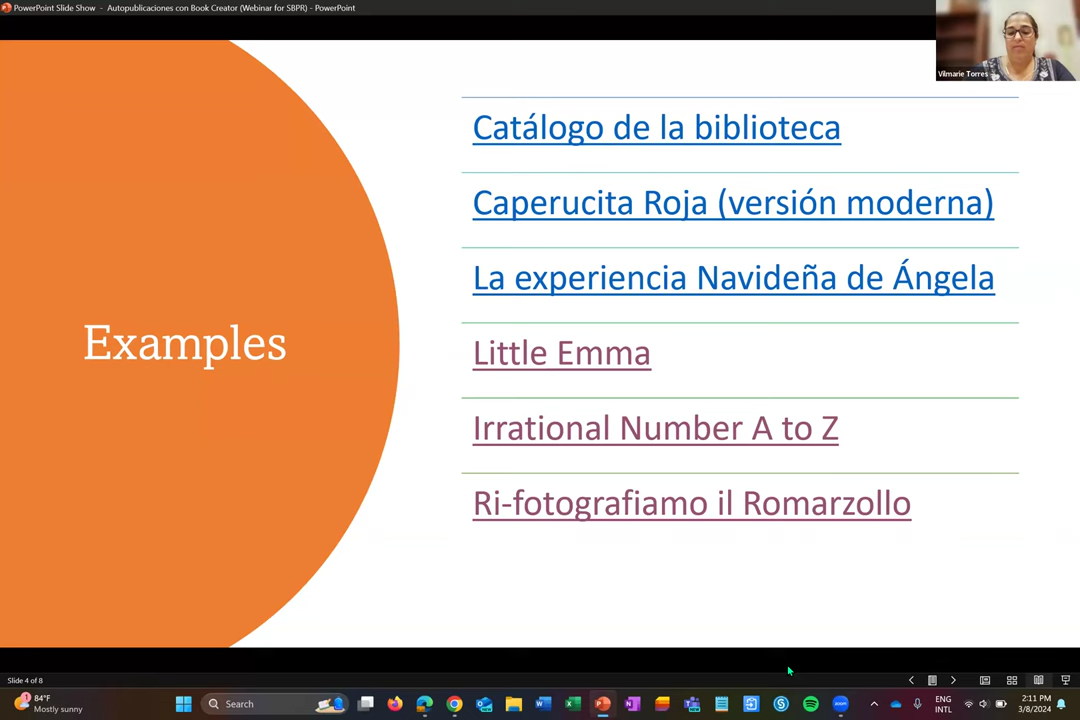 PowerPoint Slide Show - Autopublicaciones con Book Creator (Webinar for SBPR) - PowerPoint
Vilmarie Torres
Examples
Catálogo de la biblioteca
Caperucita Roja (versión moderna)
La experiencia Navideña de Ángela
Little Emma
Irrational Number A to Z
Ri-fotografiamo il Romarzollo
Slide 4 of 8
1
84°F
Mostly sunny
Search
ENG
INTL
2:11 PM
3/8/2024